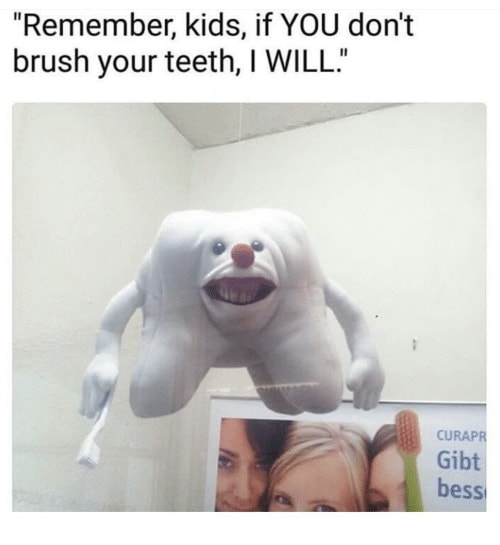 "Remember, kids, if YOU don't
brush your teeth, I WILL."
CURAPR
Gibt
bess